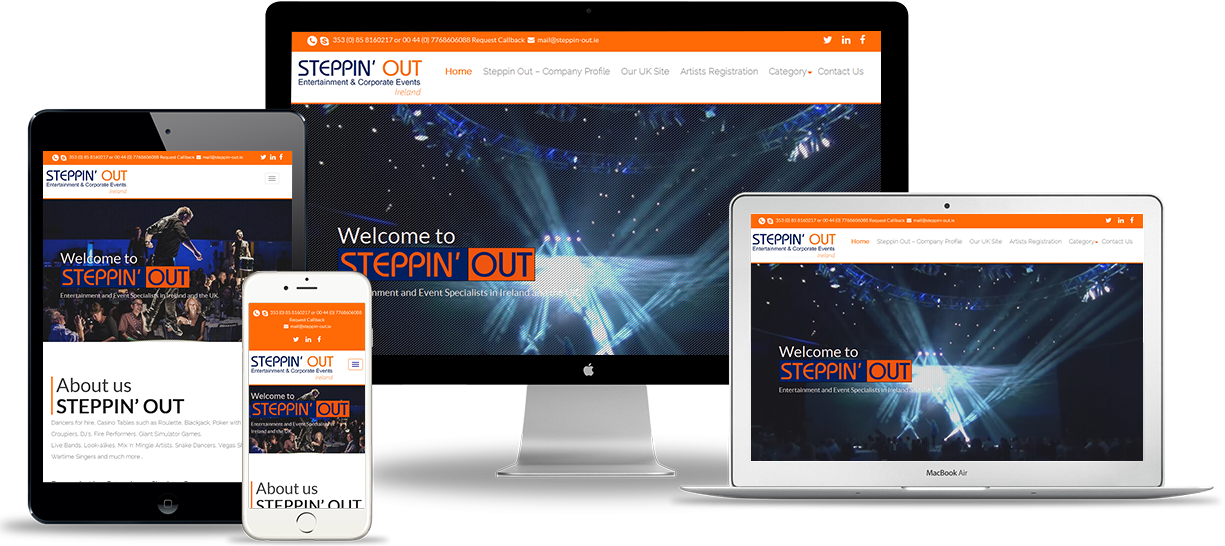 353 (0) 85 8160217 or 00 44 (0) 7768606088 Request Callback mail@steppin-out.ie
STEPPIN' OUT
Entertainment & Corporate Events
Ireland
Home Steppin Out – Company Profile Our UK Site Artists Registration Category Contact Us
Welcome to
STEPPIN' OUT
Entertainment and Event Specialists in Ireland
353 (0) 85 8160217 or 00 44 (0) 7768606088 Request Callback mail@steppin-out.ie
STEPPIN' OUT
Entertainment & Corporate Events
Ireland
Welcome to
STEPPIN' OUT
Entertainment and Event Specialists in Ireland and the UK.
About us
STEPPIN' OUT
Dancers for hire, Casino Tables such as Roulette, Blackjack, Poker with
Croupiers, DJ's, Fire Performers, Giant Simulator Games,
Live Bands, Look-alikes, Mix n' Mingle Artists, Snake Dancers, Vegas
Wartime Singers and much more...
353 (0) 85 8160217 or 00 44 (0) 7768606088
Request Callback
mail@steppin-out.ie
STEPPIN' OUT
Entertainment & Corporate Events
Ireland
Welcome to
STEPPIN' OUT
Entertainment and Event Specialists in
Ireland and the UK.
About us
STEPPIN' OUT
353 (0) 85 8160217 or 00 44 (0) 7768606088 Request Callback mail@steppin-out.ie
STEPPIN' OUT
Entertainment & Corporate Events
Ireland
Home Steppin Out – Company Profile Our UK Site Artists Registration Category Contact Us
Welcome to
STEPPIN' OUT
Entertainment and Event Specialists in Ireland and the UK.
MacBook Air